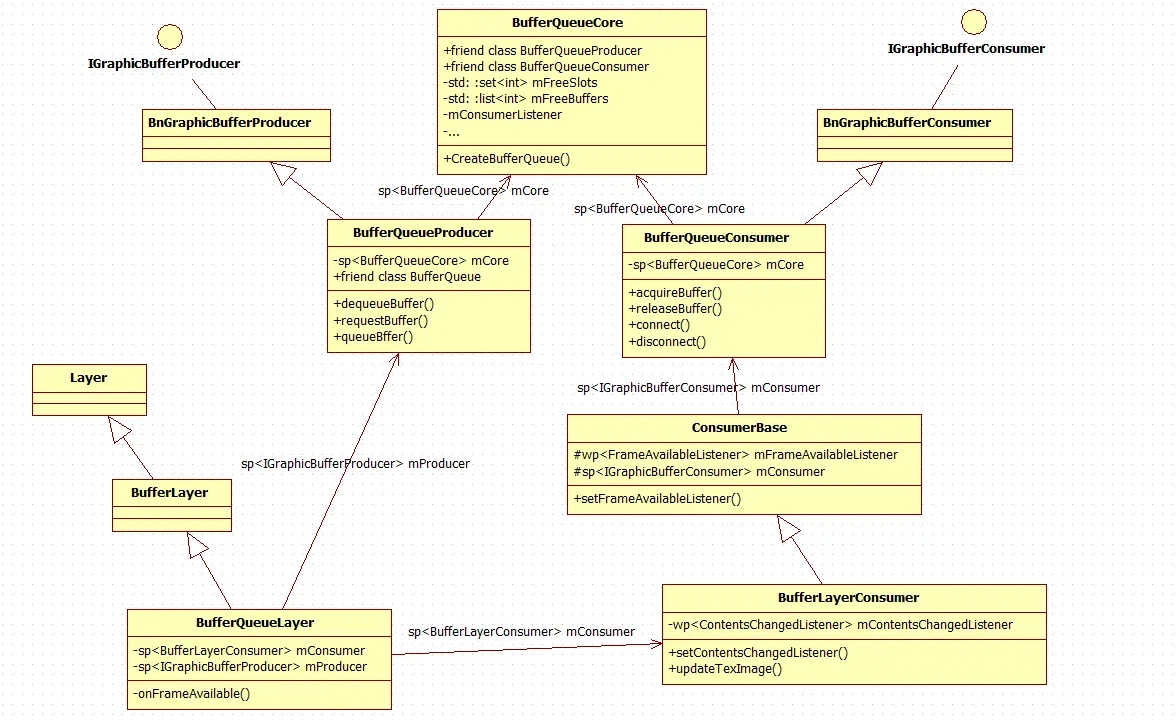 IGraphicBufferProducer
IGraphicBufferConsumer
BufferQueueCore
+friend class BufferQueueProducer
+friend class BufferQueueConsumer
-std: :set<int> mFreeSlots
-std: :list<int> mFreeBuffers
-mConsumerListener
-...
+CreateBufferQueue()
BnGraphicBufferProducer
BnGraphicBufferConsumer
sp<BufferQueueCore> mCore
sp<BufferQueueCore> mCore
BufferQueueProducer
-sp<BufferQueueCore> mCore
+friend class BufferQueue
+dequeueBuffer()
+requestBuffer()
+queueBffer()
BufferQueueConsumer
-sp<BufferQueueCore> mCore
+acquireBuffer()
+releaseBuffer()
+connect()
+disconnect()
Layer
sp<IGraphicBufferConsumer> mConsumer
ConsumerBase
#wp<FrameAvailableListener> mFrameAvailableListener
#sp<IGraphicBufferConsumer> mConsumer
+setFrameAvailableListener()
sp<IGraphicBufferProducer> mProducer
BufferLayer
BufferQueueLayer
-sp<BufferLayerConsumer> mConsumer
-sp<IGraphicBufferProducer> mProducer
-onFrameAvailable()
sp<BufferLayerConsumer> mConsumer
BufferLayerConsumer
-wp<ContentsChangedListener> mContentsChangedListener
+setContentsChangedListener()
+updateTexImage()